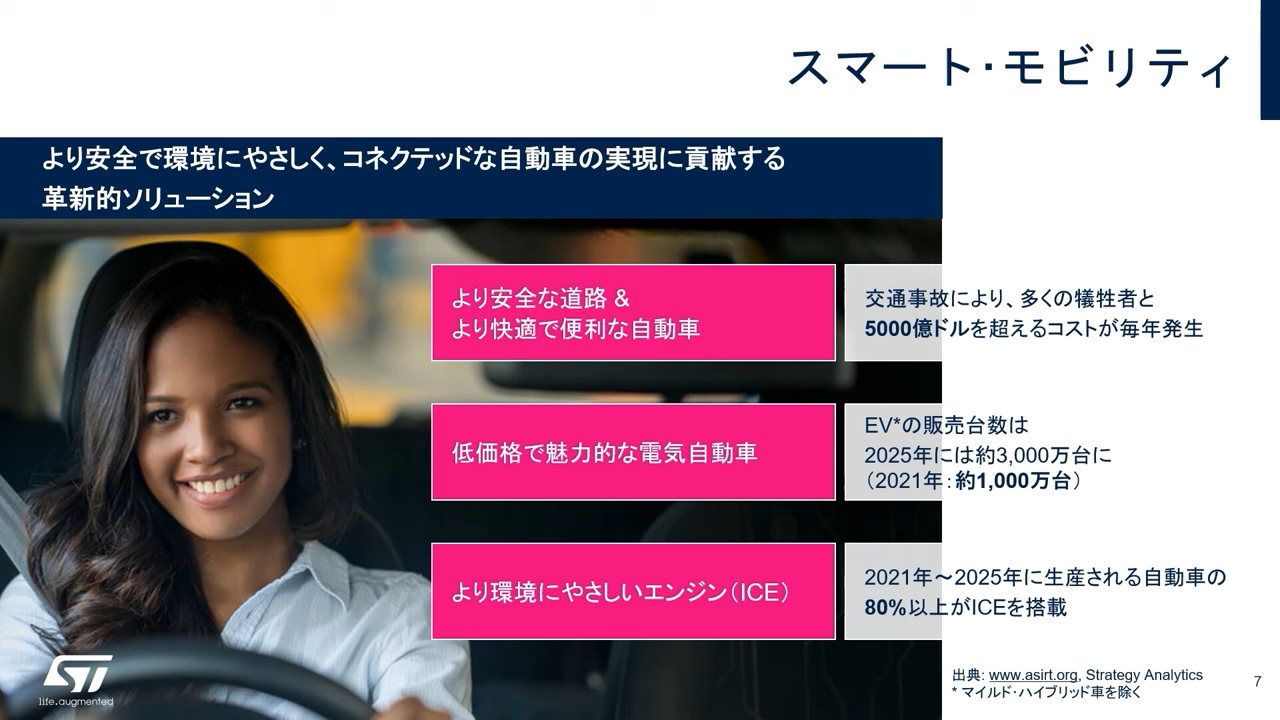 スマート・モビリティ
より安全で環境にやさしく、コネクテッドな自動車の実現に貢献する
革新的ソリューション
より安全な道路 &
より快適で便利な自動車
交通事故により、多くの犠牲者と
5000億ドルを超えるコストが毎年発生
低価格で魅力的な電気自動車
EV*の販売台数は
2025年には約3,000万台に
（2021年：約1,000万台）
より環境にやさしいエンジン（ICE）
2021年～2025年に生産される自動車の
80%以上がICEを搭載
ST
life.augmented
出典: www.asirt.org, Strategy Analytics
* マイルド・ハイブリッド車を除く
7